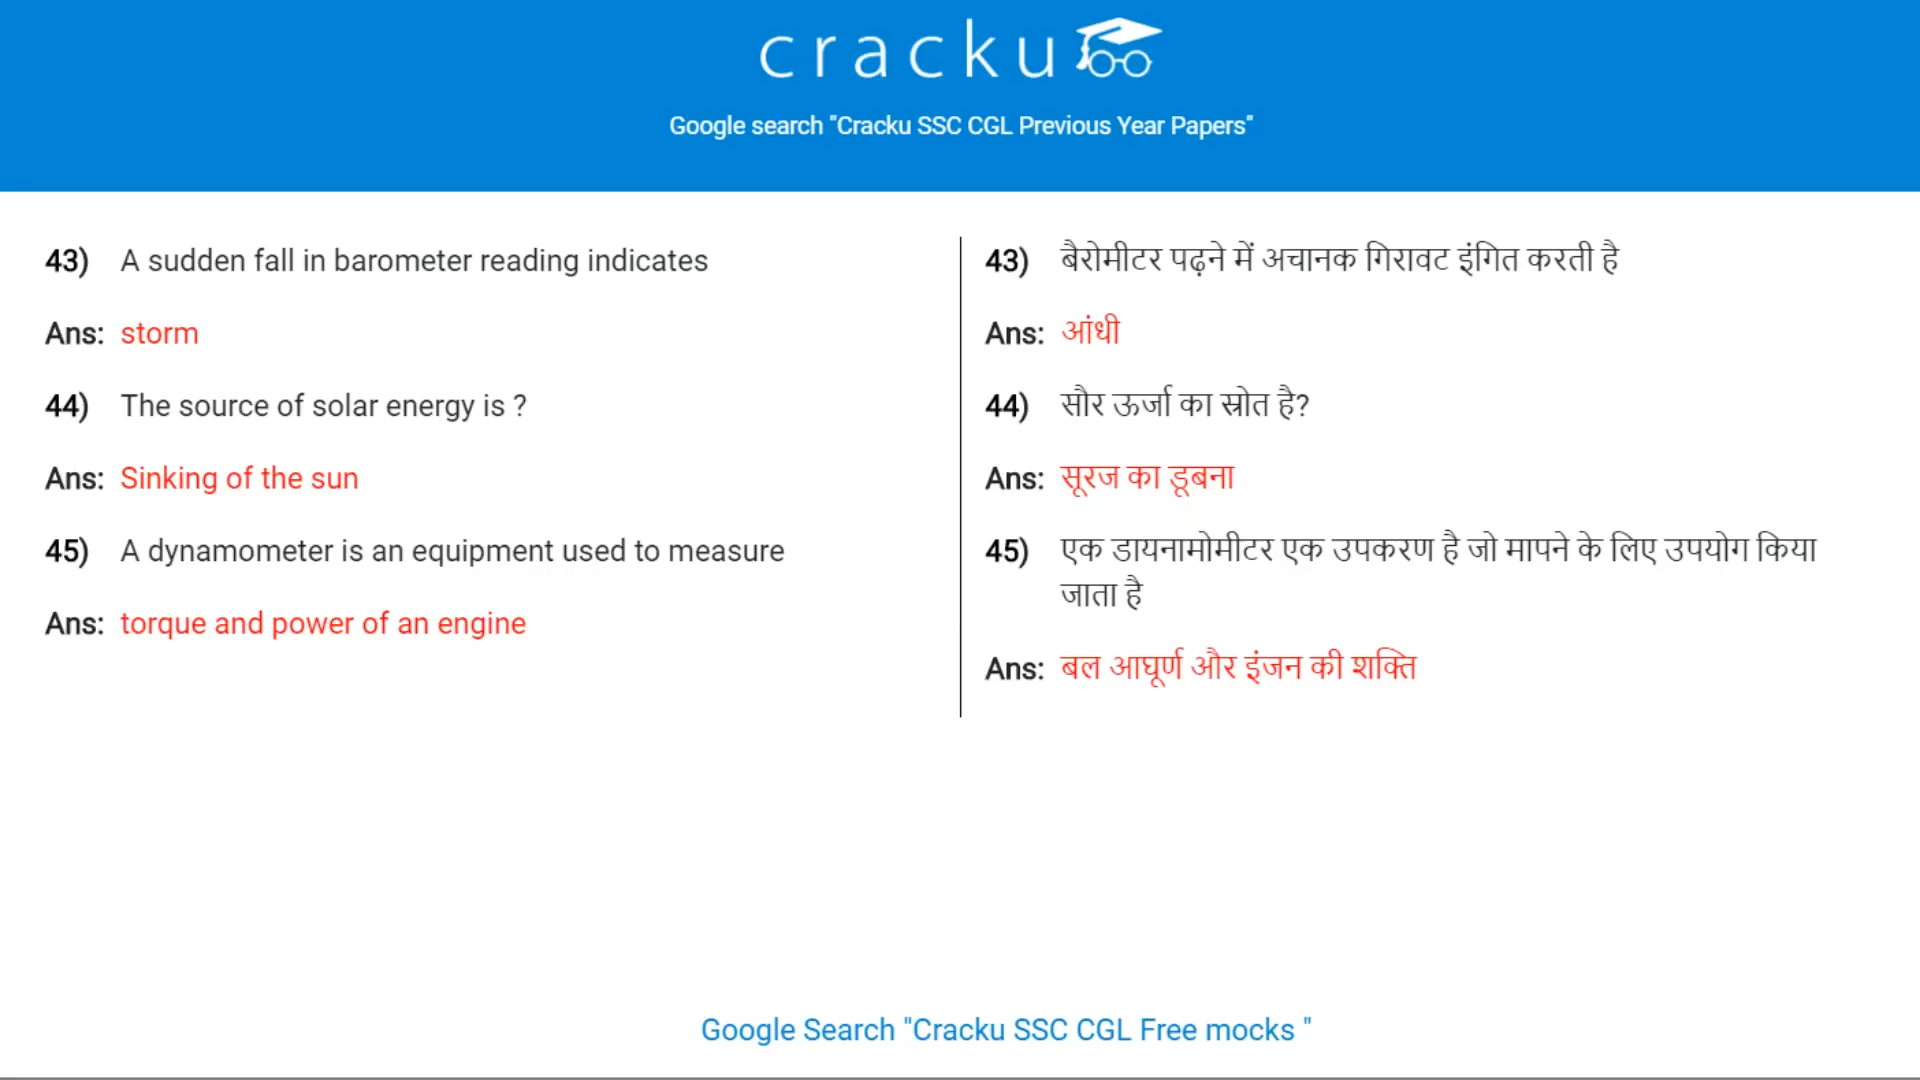 cracku
Google search "Cracku SSC CGL Previous Year Papers"
43) A sudden fall in barometer reading indicates
Ans: storm
44) The source of solar energy is ?
Ans: Sinking of the sun
45) A dynamometer is an equipment used to measure
Ans: torque and power of an engine
43) बैरोमीटर पढ़ने में अचानक गिरावट इंगित करती है
Ans: आंधी
44) सौर ऊर्जा का स्रोत है?
Ans: सूरज का डूबना
45) एक डायनामोमीटर एक उपकरण है जो मापने के लिए उपयोग किया
जाता है
Ans: बल आघूर्ण और इंजन की शक्ति
Google Search "Cracku SSC CGL Free mocks "